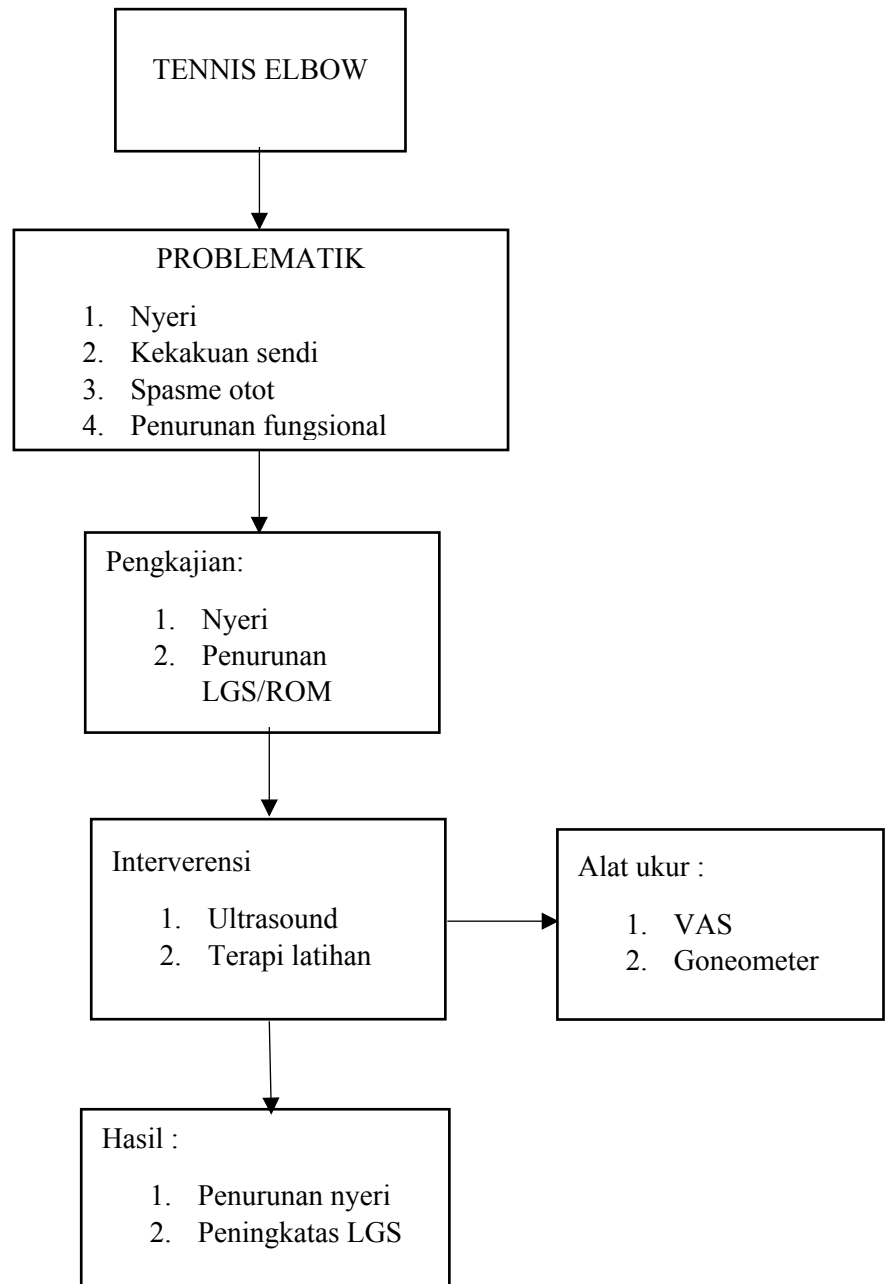 TENNIS ELBOW
PROBLEMATIK
1. Nyeri
2. Kekakuan sendi
3. Spasme otot
4. Penurunan fungsional
Pengkajian:
1. Nyeri
2. Penurunan
LGS/ROM
Interverensi
1. Ultrasound
2. Terapi latihan
Alat ukur :
1. VAS
2. Goneometer
Hasil :
1. Penurunan nyeri
2. Peningkatas LGS